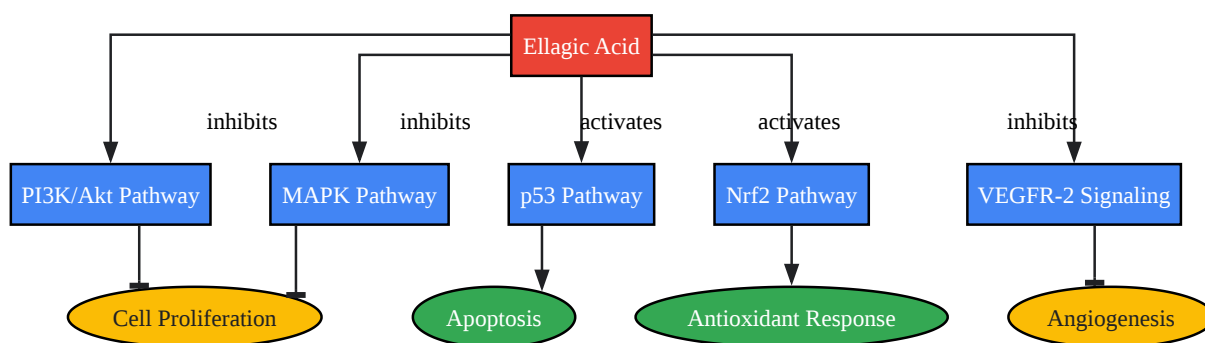 Ellagic Acid
inhibits
inhibits
activates
activates
inhibits
PI3K/Akt Pathway
MAPK Pathway
p53 Pathway
Nrf2 Pathway
VEGFR-2 Signaling
Cell Proliferation
Apoptosis
Antioxidant Response
Angiogenesis